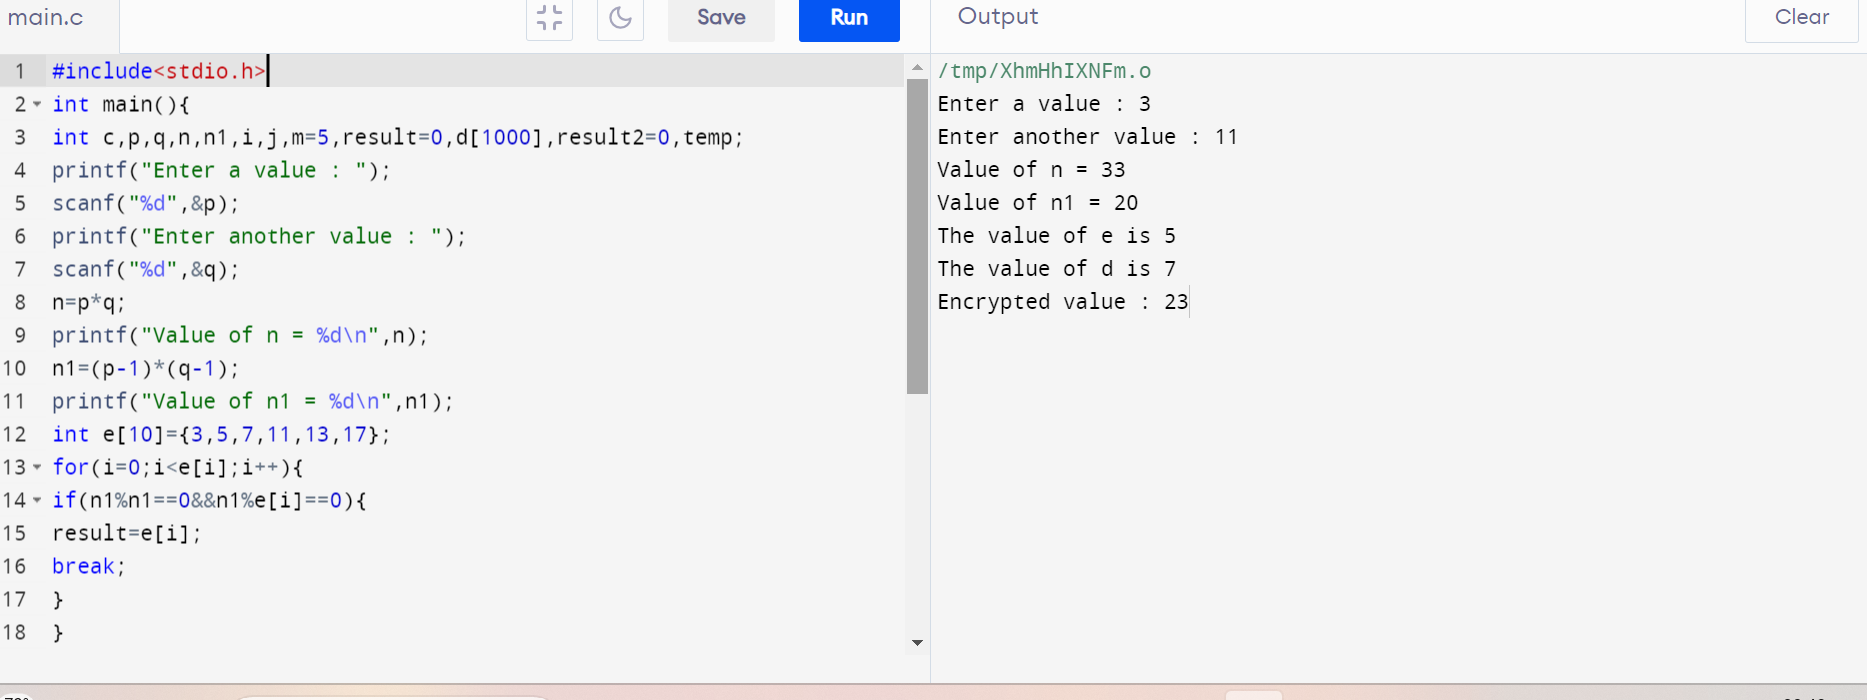 main.c
Save
Run
Output
Clear
1 #include<stdio.h>
2 int main(){
3 int c,p,q,n,n1,i,j,m=5,result=0,d[1000],result2=0,temp;
4 printf("Enter a value : ");
5 scanf("%d",&p);
6 printf("Enter another value : ");
7 scanf("%d",&q);
8 n=p*q;
9 printf("Value of n = %d\n",n);
10 n1=(p-1)*(q-1);
11 printf("Value of n1 = %d\n",n1);
12 int e[10]={3,5,7,11,13,17};
13 for(i=0;i<e[i];i++){
14 if(n1%n1==0&&n1%e[i]==0){
15 result=e[i];
16 break;
17 }
18 }
/tmp/XhmHhIXNFm.o
Enter a value : 3
Enter another value : 11
Value of n = 33
Value of n1 = 20
The value of e is 5
The value of d is 7
Encrypted value : 23